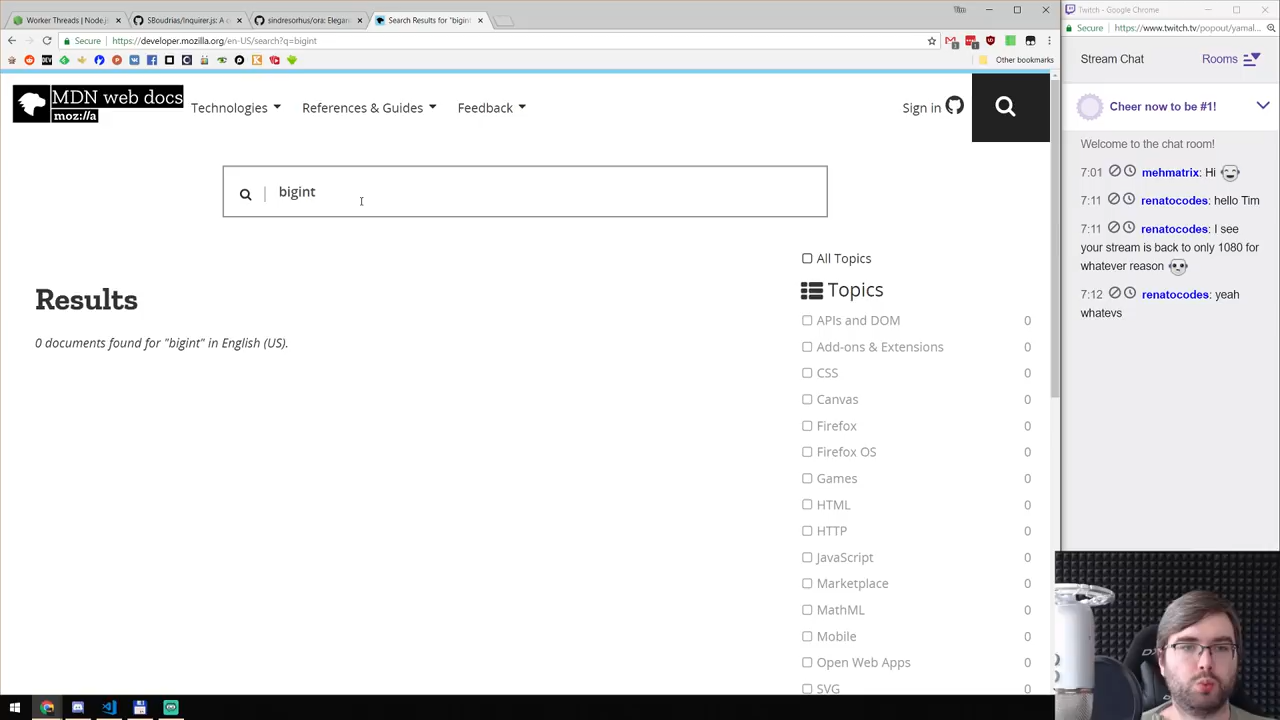 Worker Threads | Node.js
SBoudrias/Inquirer.js: A c
sindresorhus/ora: Elegan
Search Results for "bigint"
Secure
https://developer.mozilla.org/en-US/search?q=bigint
Other bookmarks
MDN web docs
moz://a
Technologies
References & Guides
Feedback
Sign in
bigint
Results
0 documents found for "bigint" in English (US).
All Topics
Topics
APIs and DOM 0
Add-ons & Extensions 0
CSS 0
Canvas 0
Firefox 0
Firefox OS 0
Games 0
HTML 0
HTTP 0
JavaScript 0
Marketplace 0
MathML 0
Mobile 0
Open Web Apps 0
SVG 0
Twitch - Google Chrome
Secure
https://www.twitch.tv/popout/yamal...
Stream Chat
Rooms
Cheer now to be #1!
Welcome to the chat room!
7:01 mehmatrix: Hi
7:11 renatocodes: hello Tim
7:11 renatocodes: I see
your stream is back to only 1080 for
whatever reason
7:12 renatocodes: yeah
whatevs